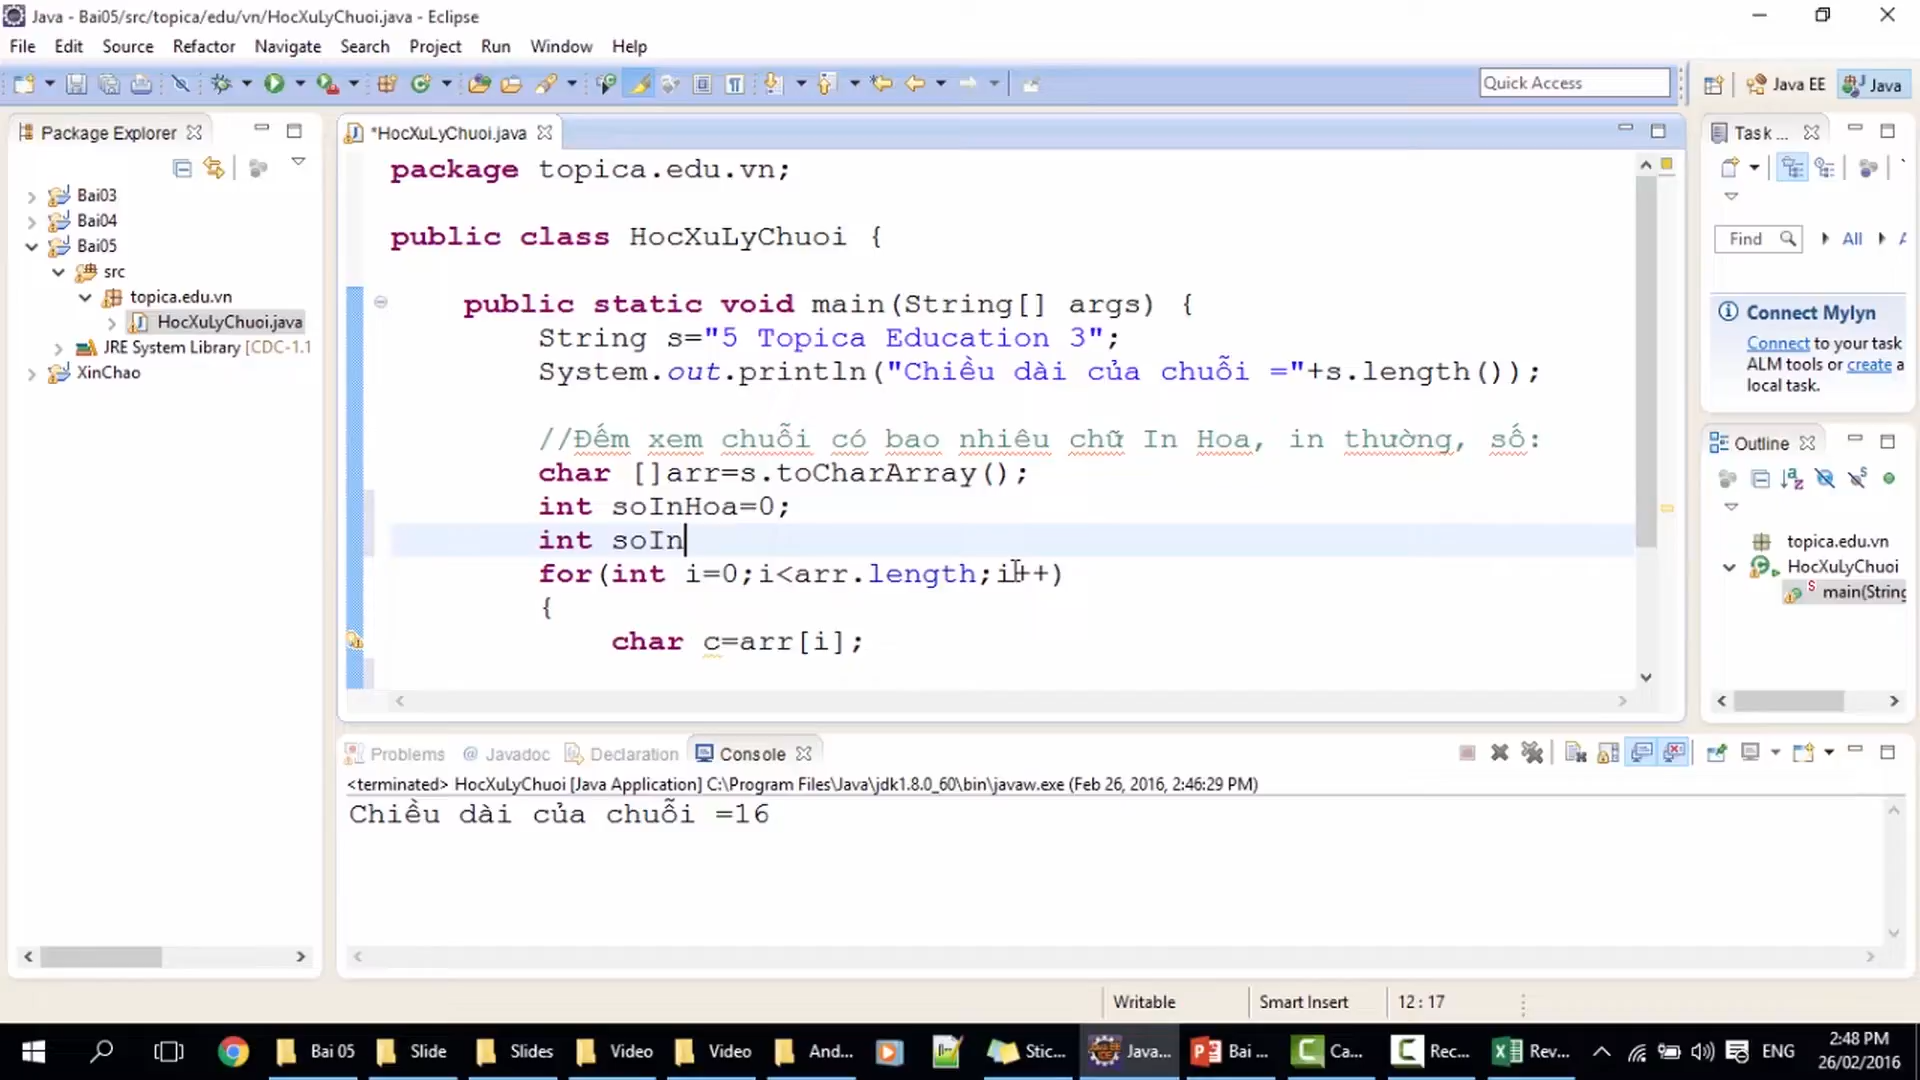 Java - Bai05/src/topica/edu/vn/HocXuLyChuoi.java - Eclipse
File Edit Source Refactor Navigate Search Project Run Window Help
Quick Access
Java EE
Java
Package Explorer
Bai03
Bai04
Bai05
src
topica.edu.vn
HocXuLyChuoi.java
JRE System Library [CDC-1.1
XinChao
*HocXuLyChuoi.java
package topica.edu.vn;
public class HocXuLyChuoi {
public static void main(String[] args) {
String s="5 Topica Education 3";
System.out.println("Chiều dài của chuỗi ="+s.length());
//Đếm xem chuỗi có bao nhiêu chữ In Hoa, in thường, số:
char []arr=s.toCharArray();
int soInHoa=0;
int soIn
for(int i=0;i<arr.length;i++)
{
char c=arr[i];
Task ...
Find
All
A
Connect Mylyn
Connect to your task
ALM tools or create a
local task.
Outline
topica.edu.vn
HocXuLyChuoi
main(String
Problems @ Javadoc Declaration Console
<terminated> HocXuLyChuoi [Java Application] C:\Program Files\Java\jdk1.8.0_60\bin\javaw.exe (Feb 26, 2016, 2:46:29 PM)
Chiều dài của chuỗi =16
Writable
Smart Insert
12 : 17
Bai 05
Slide
Slides
Video
Video
And...
Stic...
Java...
Bai ...
Ca...
Rec...
Rev...
ENG
2:48 PM
26/02/2016